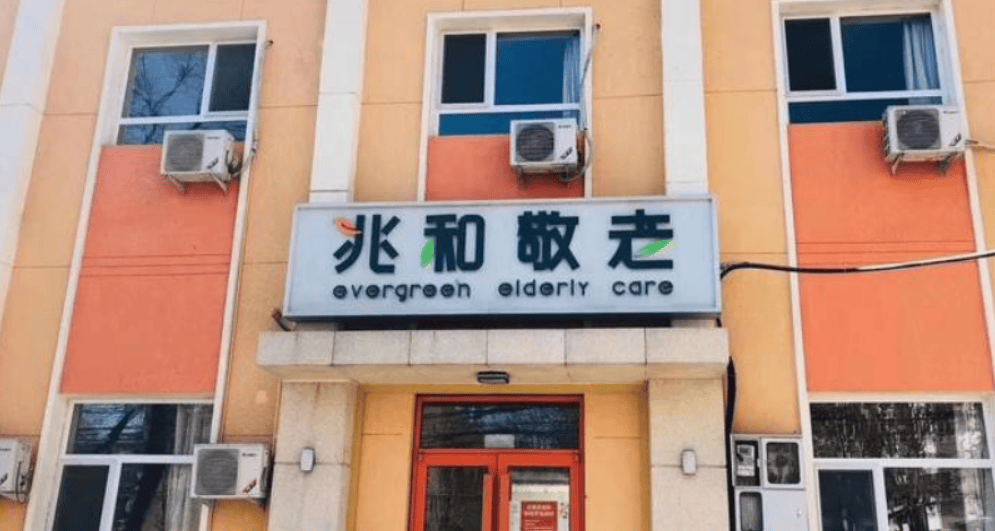 兆和敬老
evergreen elderly care